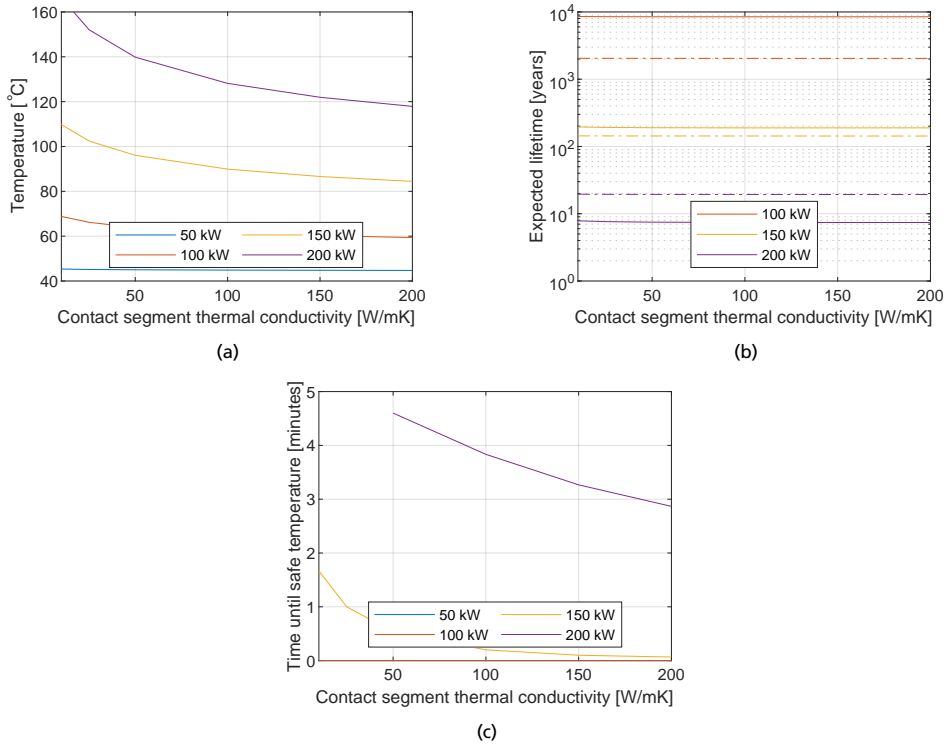 160
140
120
100
80
60
40
Temperature [°C]
50 kW
150 kW
100 kW
200 kW
50
100
150
200
Contact segment thermal conductivity [W/mK]
(a)
10^4
10^3
10^2
10^1
10^0
Expected lifetime [years]
100 kW
150 kW
200 kW
50
100
150
200
Contact segment thermal conductivity [W/mK]
(b)
5
4
3
2
1
0
Time until safe temperature [minutes]
50 kW
150 kW
100 kW
200 kW
50
100
150
200
Contact segment thermal conductivity [W/mK]
(c)